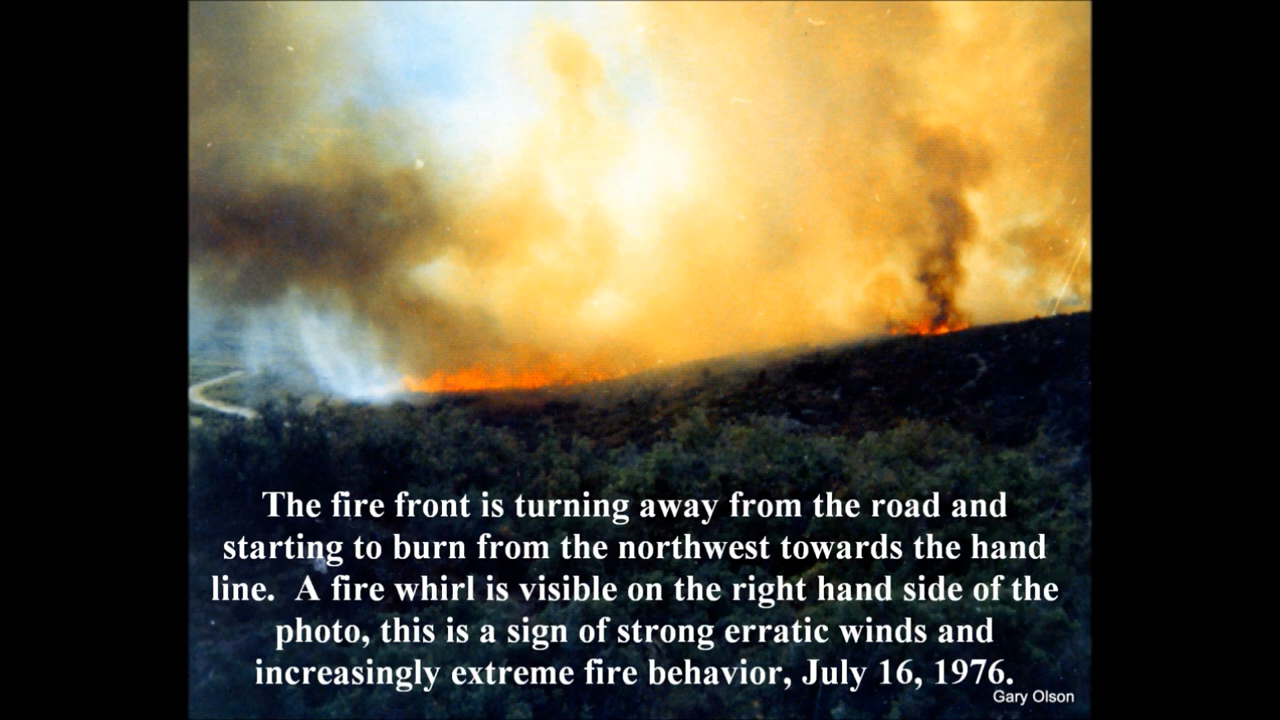 The fire front is turning away from the road and
starting to burn from the northwest towards the hand
line.  A fire whirl is visible on the right hand side of the
photo, this is a sign of strong erratic winds and
increasingly extreme fire behavior, July 16, 1976.
Gary Olson